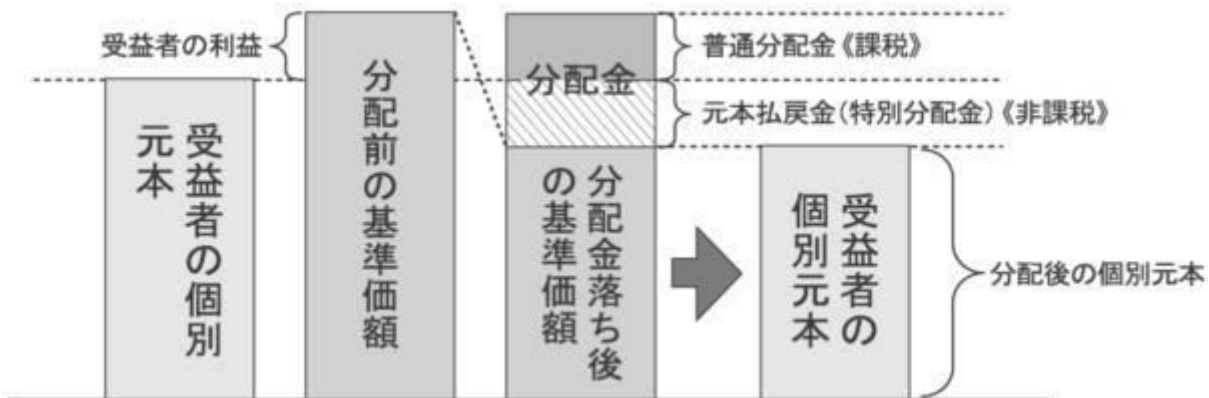 受益者の利益
普通分配金《課税》
分配金
元本払戻金(特別分配金)《非課税》
受益者の個別
元本
分配前の基準価額
分配金落ち後
の基準価額
受益者の
個別元本
分配後の個別元本